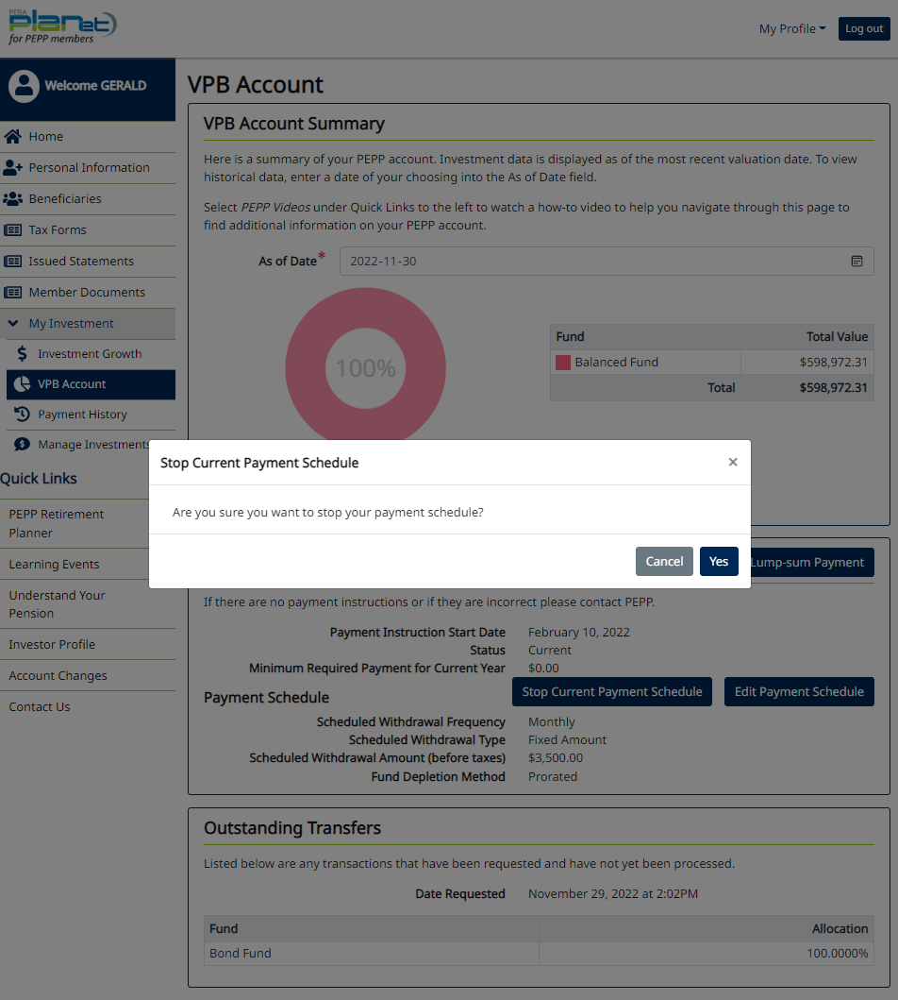 PEBA
planet
for PEPP members
My Profile
Log out
Welcome GERALD
Home
Personal Information
Beneficiaries
Tax Forms
Issued Statements
Member Documents
My Investment
Investment Growth
VPB Account
Payment History
Manage Investments
Quick Links
PEPP Retirement
Planner
Learning Events
Understand Your
Pension
Investor Profile
Account Changes
Contact Us
VPB Account
VPB Account Summary
Here is a summary of your PEPP account. Investment data is displayed as of the most recent valuation date. To view
historical data, enter a date of your choosing into the As of Date field.
Select PEPP Videos under Quick Links to the left to watch a how-to video to help you navigate through this page to
find additional information on your PEPP account.
As of Date* 2022-11-30
100%
Fund Total Value
Balanced Fund $598,972.31
Total $598,972.31
Stop Current Payment Schedule ×
Are you sure you want to stop your payment schedule?
Cancel Yes
Lump-sum Payment
If there are no payment instructions or if they are incorrect please contact PEPP.
Payment Instruction Start Date February 10, 2022
Status Current
Minimum Required Payment for Current Year $0.00
Payment Schedule Stop Current Payment Schedule Edit Payment Schedule
Scheduled Withdrawal Frequency Monthly
Scheduled Withdrawal Type Fixed Amount
Scheduled Withdrawal Amount (before taxes) $3,500.00
Fund Depletion Method Prorated
Outstanding Transfers
Listed below are any transactions that have been requested and have not yet been processed.
Date Requested November 29, 2022 at 2:02PM
Fund Allocation
Bond Fund 100.0000%